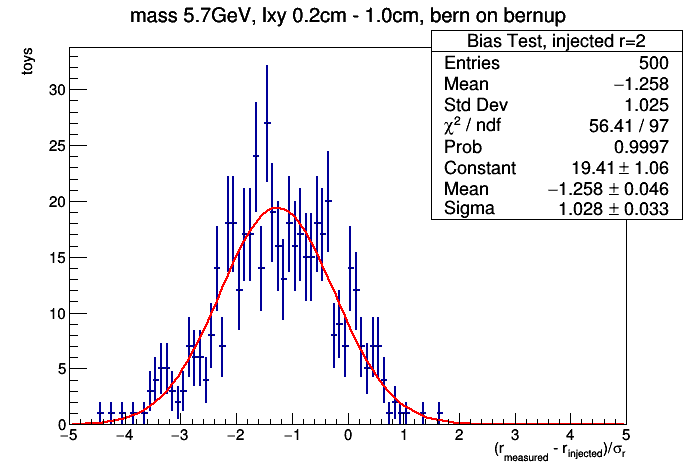 mass 5.7GeV, lxy 0.2cm - 1.0cm, bern on bernup
Bias Test, injected r=2
Entries 500
Mean −1.258
Std Dev 1.025
χ² / ndf 56.41 / 97
Prob 0.9997
Constant 19.41 ± 1.06
Mean −1.258 ± 0.046
Sigma 1.028 ± 0.033
toys
30
25
20
15
10
5
0
−5 −4 −3 −2 −1 0 1 2 3 4 5
(r_measured - r_injected)/σ_r